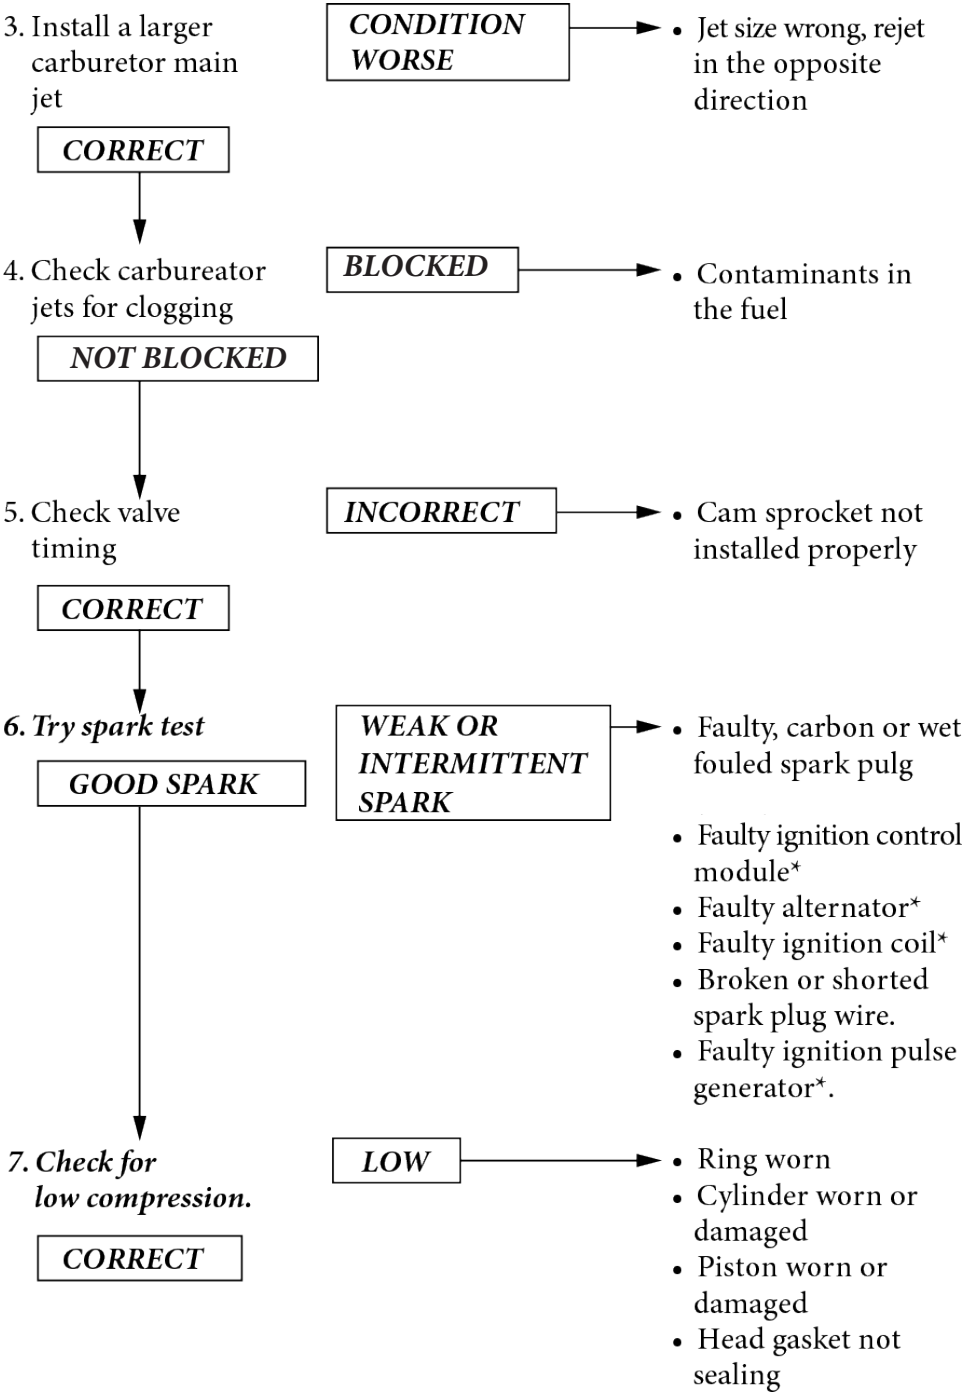 3. Install a larger
carburetor main
jet
CONDITION
WORSE
• Jet size wrong, rejet
in the opposite
direction
CORRECT
4. Check carbureator
jets for clogging
BLOCKED
• Contaminants in
the fuel
NOT BLOCKED
5. Check valve
timing
INCORRECT
• Cam sprocket not
installed properly
CORRECT
6. Try spark test
WEAK OR
INTERMITTENT
SPARK
• Faulty, carbon or wet
fouled spark pulg
GOOD SPARK
• Faulty ignition control
module*
• Faulty alternator*
• Faulty ignition coil*
• Broken or shorted
spark plug wire.
• Faulty ignition pulse
generator*.
7. Check for
low compression.
LOW
• Ring worn
• Cylinder worn or
damaged
• Piston worn or
damaged
• Head gasket not
sealing
CORRECT